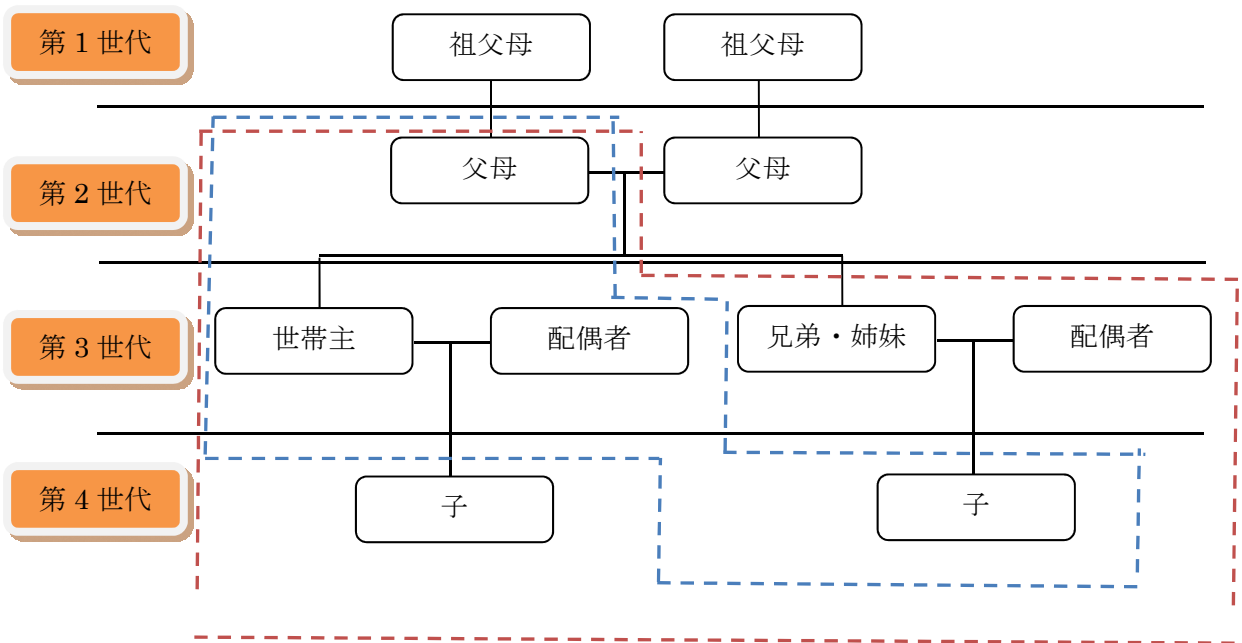 第 1 世代
祖父母
祖父母
第 2 世代
父母
父母
第 3 世代
世帯主
配偶者
兄弟・姉妹
配偶者
第 4 世代
子
子